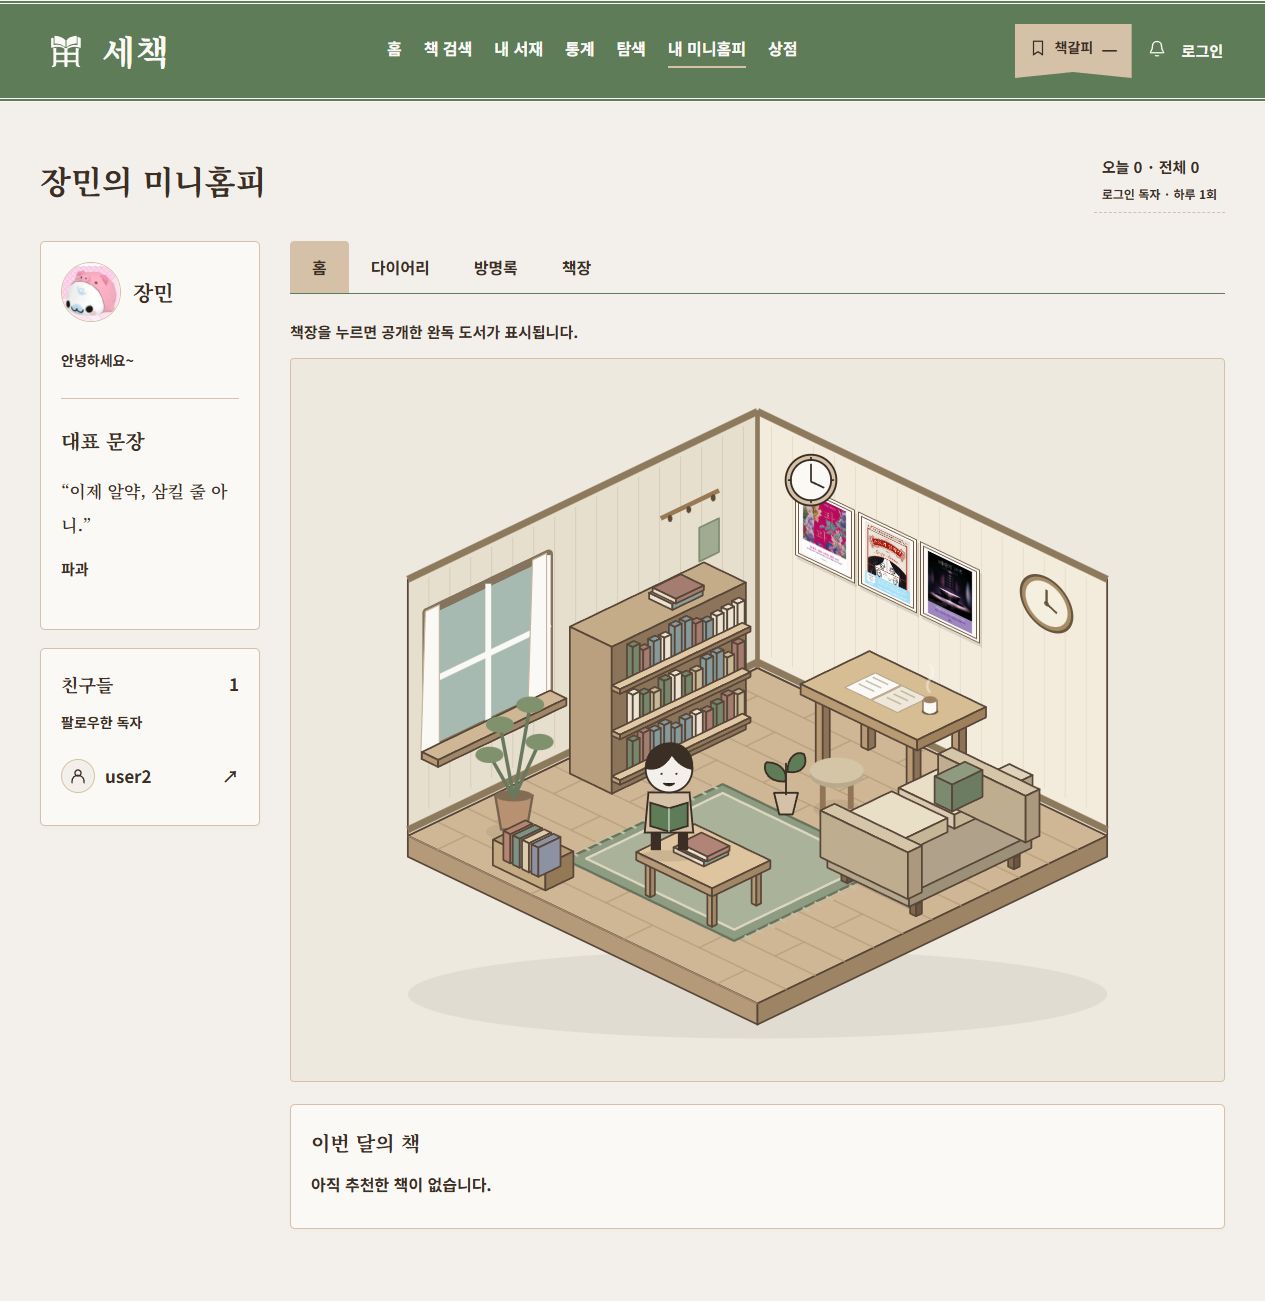 세책
홈 책 검색 내 서재 통계 탐색 내 미니홈피 상점
책갈피 —
로그인
장민의 미니홈피
오늘 0 · 전체 0
로그인 독자 · 하루 1회
장민
안녕하세요~
대표 문장
“이제 알약, 삼킬 줄 아
니.”
파과
친구들 1
팔로우한 독자
user2 ↗
홈 다이어리 방명록 책장
책장을 누르면 공개한 완독 도서가 표시됩니다.
이번 달의 책
아직 추천한 책이 없습니다.